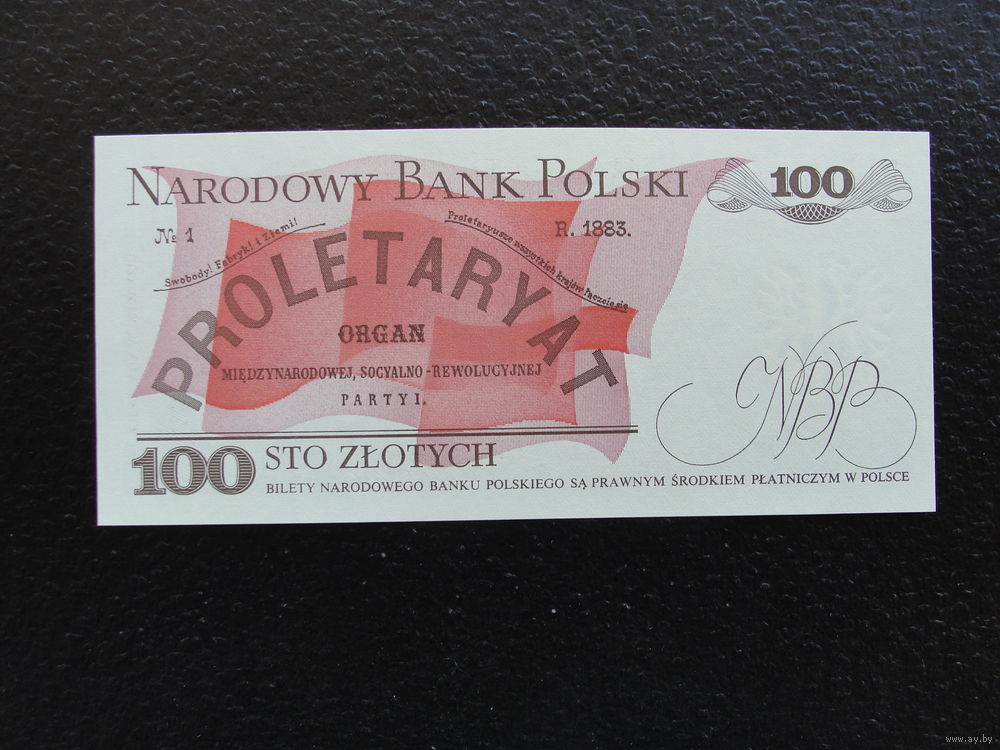 NARODOWY BANK POLSKI
100
№ 1
R. 1883.
Swobody! Fabryk! i Ziemi!
Proletaryusze wszystkich krajów łączcie się
PROLETARYAT
ORGAN
MIĘDZYNARODOWEJ, SOCYALNO-REWOLUCYJNEJ
PARTYI.
NBP
100 STO ZŁOTYCH
BILETY NARODOWEGO BANKU POLSKIEGO SĄ PRAWNYM ŚRODKIEM PŁATNICZYM W POLSCE
www.ay.by